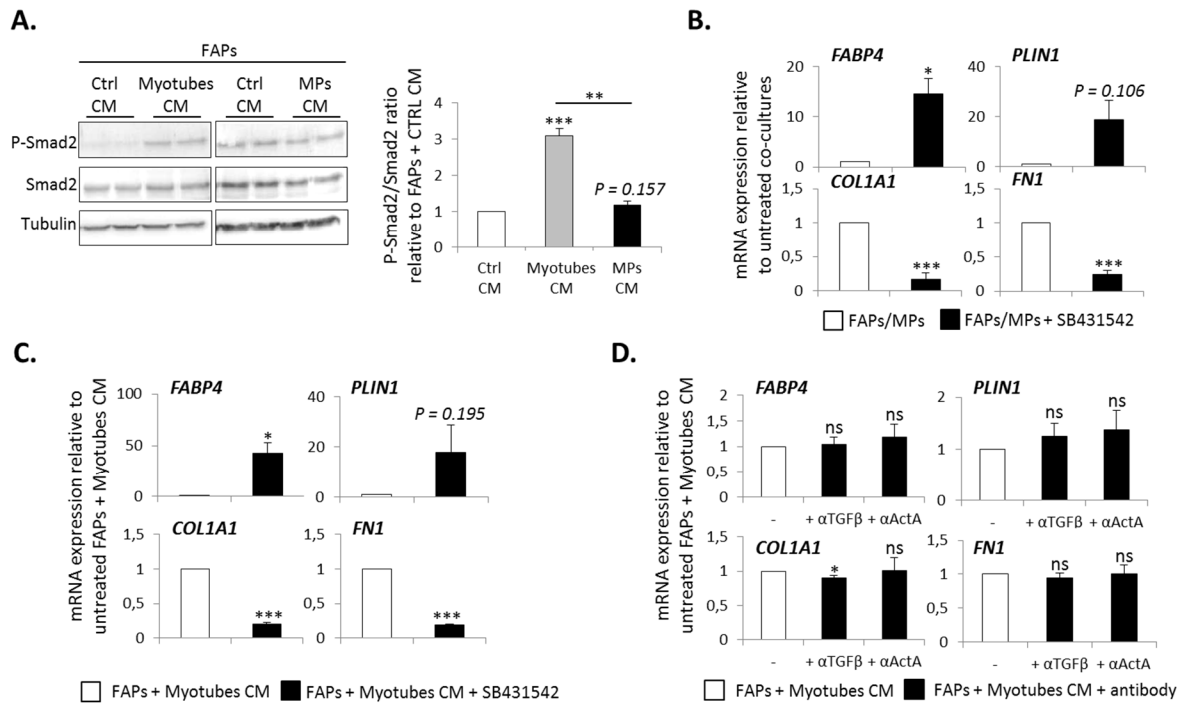 A.
FAPs
Ctrl CM
Myotubes CM
Ctrl CM
MPs CM
P-Smad2
Smad2
Tubulin
P-Smad2/Smad2 ratio
relative to FAPs + CTRL CM
4
3
2
1
0
**
***
P = 0.157
Ctrl CM
Myotubes CM
MPs CM
B.
mRNA expression relative
to untreated co-cultures
FABP4
20
10
0
*
PLIN1
40
20
0
P = 0.106
COL1A1
1,5
1
0,5
0
***
FN1
1,5
1
0,5
0
***
FAPs/MPs
FAPs/MPs + SB431542
C.
mRNA expression relative to
untreated FAPs + Myotubes CM
FABP4
100
50
0
*
PLIN1
40
20
0
P = 0.195
COL1A1
1,5
1
0,5
0
***
FN1
1,5
1
0,5
0
***
FAPs + Myotubes CM
FAPs + Myotubes CM + SB431542
D.
mRNA expression relative to
untreated FAPs + Myotubes CM
FABP4
2
1,5
1
0,5
0
ns
ns
- + αTGFβ + αActA
PLIN1
2
1,5
1
0,5
0
ns
ns
- + αTGFβ + αActA
COL1A1
1,5
1
0,5
0
*
ns
- + αTGFβ + αActA
FN1
1,5
1
0,5
0
ns
ns
- + αTGFβ + αActA
FAPs + Myotubes CM
FAPs + Myotubes CM + antibody